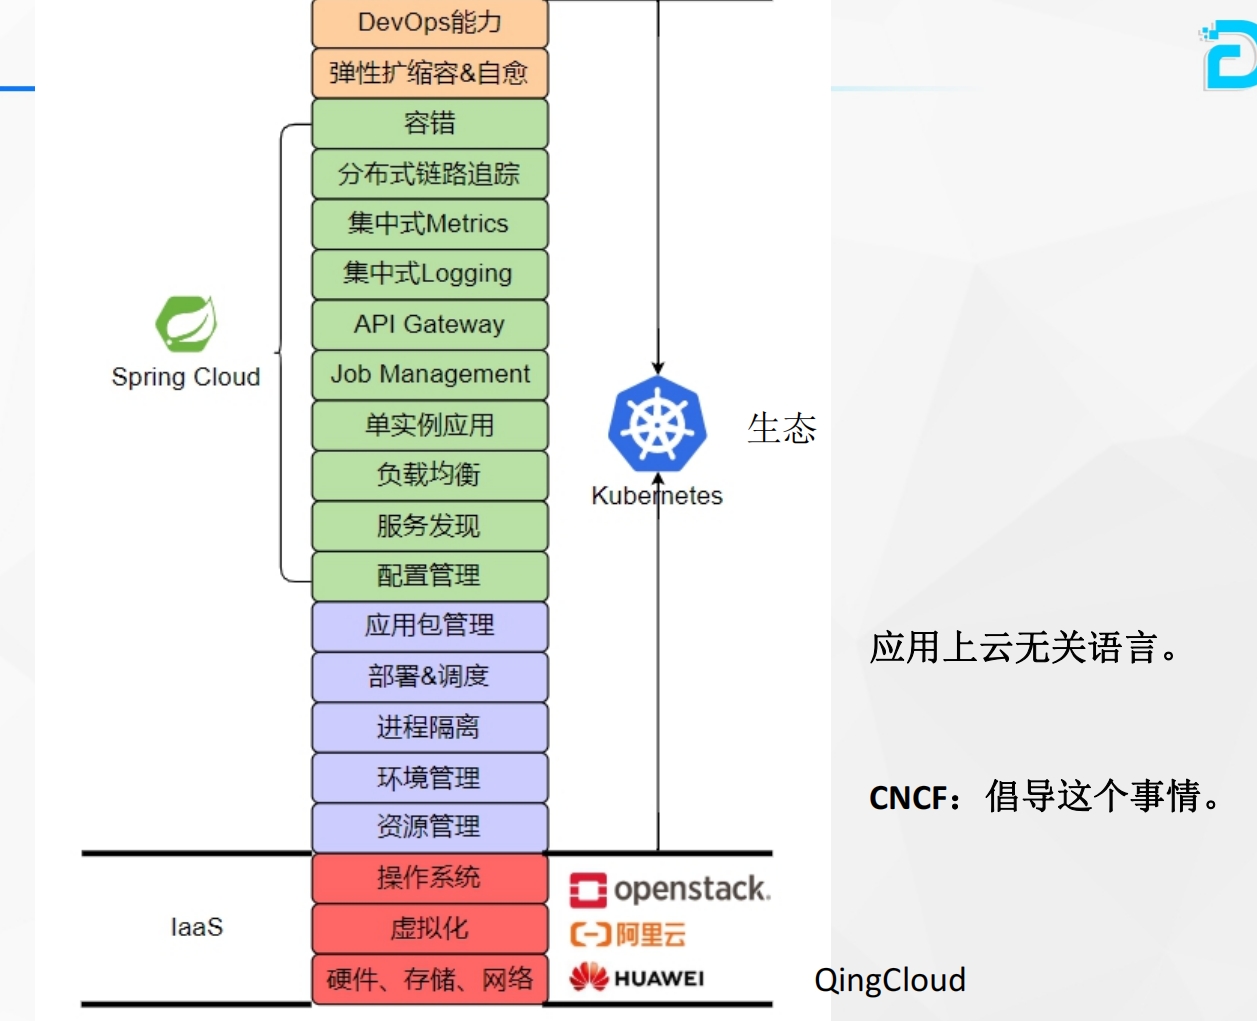 DevOps能力
弹性扩缩容&自愈
容错
分布式链路追踪
集中式Metrics
集中式Logging
API Gateway
Job Management
单实例应用
负载均衡
服务发现
配置管理
应用包管理
部署&调度
进程隔离
环境管理
资源管理
操作系统
虚拟化
硬件、存储、网络
Spring Cloud
IaaS
Kubernetes
生态
openstack.
阿里云
HUAWEI
QingCloud
应用上云无关语言。
CNCF：倡导这个事情。